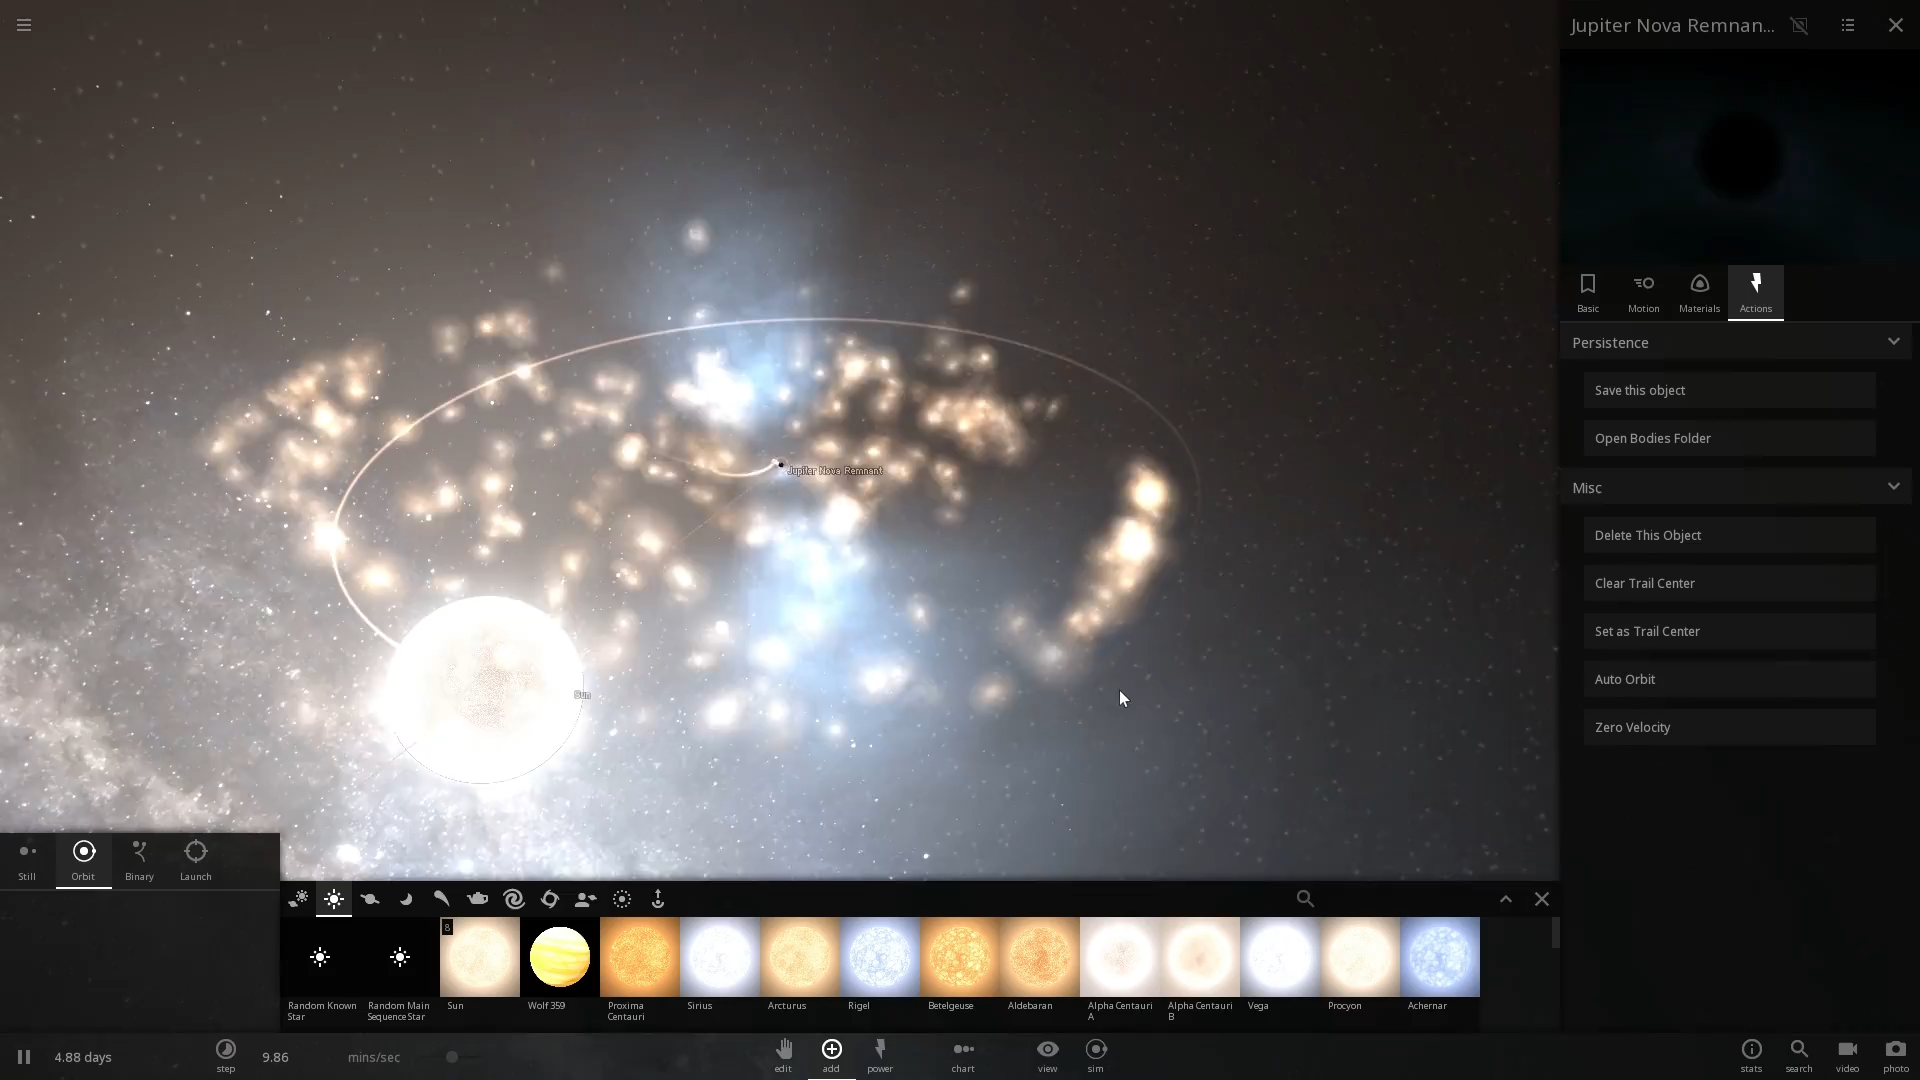 Jupiter Nova Remnan...
Basic
Motion
Materials
Actions
Persistence
Save this object
Open Bodies Folder
Misc
Delete This Object
Clear Trail Center
Set as Trail Center
Auto Orbit
Zero Velocity
Jupiter Nova Remnant
Sun
Still
Orbit
Binary
Launch
8
Random Known
Star
Random Main
Sequence Star
Sun
Wolf 359
Proxima
Centauri
Sirius
Arcturus
Rigel
Betelgeuse
Aldebaran
Alpha Centauri
A
Alpha Centauri
B
Vega
Procyon
Achernar
4.88 days
step
9.86
mins/sec
edit
add
power
chart
view
sim
stats
search
video
photo